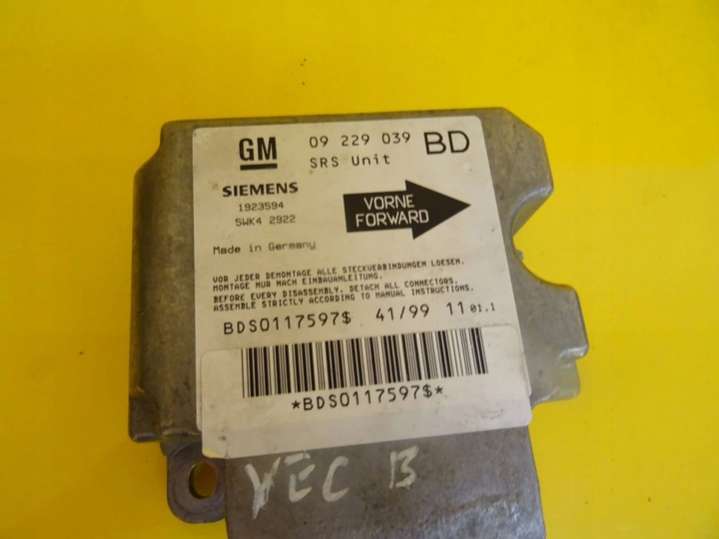 GM 09 229 039 BD
SRS Unit
SIEMENS
1923594
5WK4 2922
VORNE
FORWARD
Made in Germany
VOR JEDER DEMONTAGE ALLE STECKVERBINDUNGEN LOESEN.
MONTAGE NUR NACH EINBAUANLEITUNG.
BEFORE EVERY DISASSEMBLY, DETACH ALL CONNECTORS.
ASSEMBLE STRICTLY ACCORDING TO MANUAL INSTRUCTIONS.
BDS0117597$ 41/99 11 01.1
*BDS0117597$*
VEC B